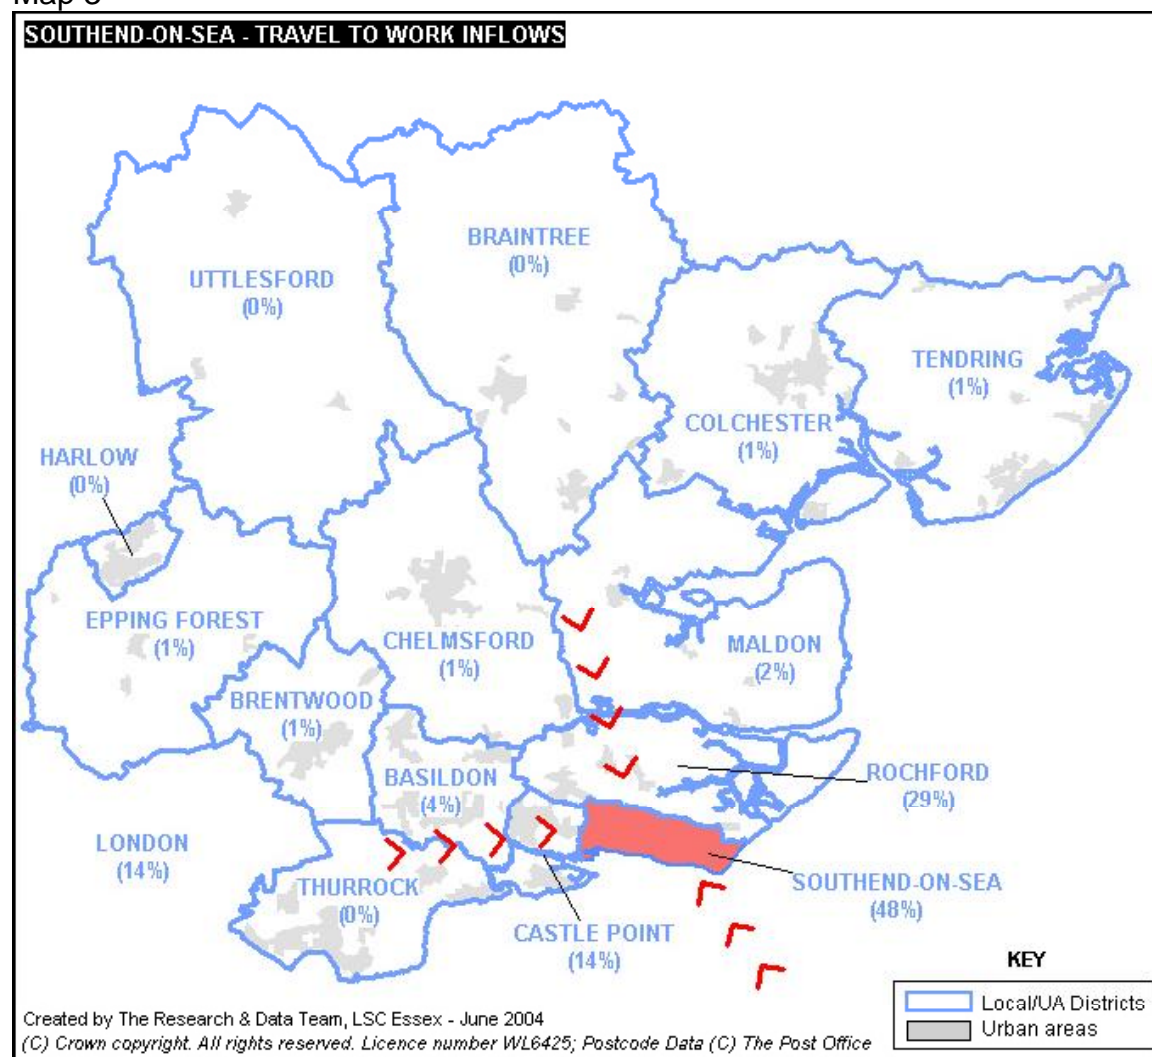 Map 3
SOUTHEND-ON-SEA - TRAVEL TO WORK INFLOWS
BRAINTREE
(0%)
UTTLESFORD
(0%)
TENDRING
(1%)
COLCHESTER
(1%)
HARLOW
(0%)
EPPING FOREST
(1%)
CHELMSFORD
(1%)
MALDON
(2%)
BRENTWOOD
(1%)
BASILDON
(4%)
ROCHFORD
(29%)
LONDON
(14%)
THURROCK
(0%)
SOUTHEND-ON-SEA
(48%)
CASTLE POINT
(14%)
KEY
Local/UA Districts
Urban areas
Created by The Research & Data Team, LSC Essex - June 2004
(C) Crown copyright. All rights reserved. Licence number WL6425; Postcode Data (C) The Post Office